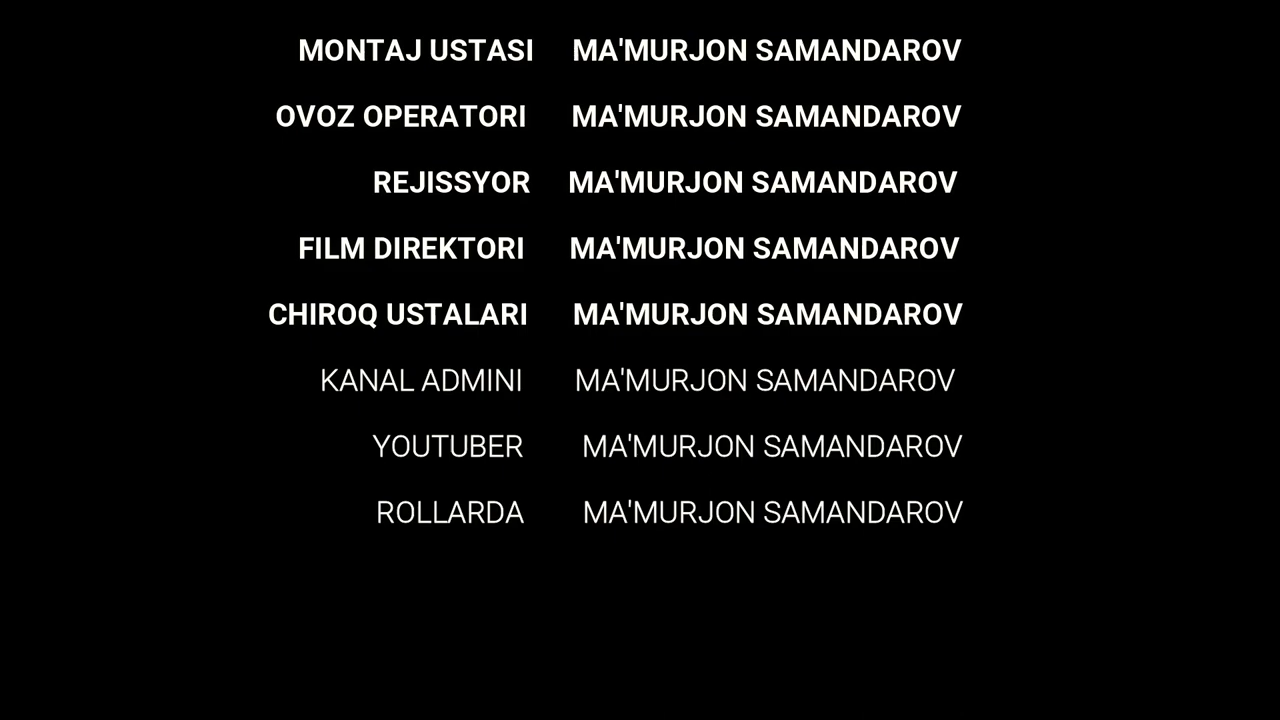 MONTAJ USTASI MA'MURJON SAMANDAROV
OVOZ OPERATORI MA'MURJON SAMANDAROV
REJISSYOR MA'MURJON SAMANDAROV
FILM DIREKTORI MA'MURJON SAMANDAROV
CHIROQ USTALARI MA'MURJON SAMANDAROV
KANAL ADMINI MA'MURJON SAMANDAROV
YOUTUBER MA'MURJON SAMANDAROV
ROLLARDA MA'MURJON SAMANDAROV